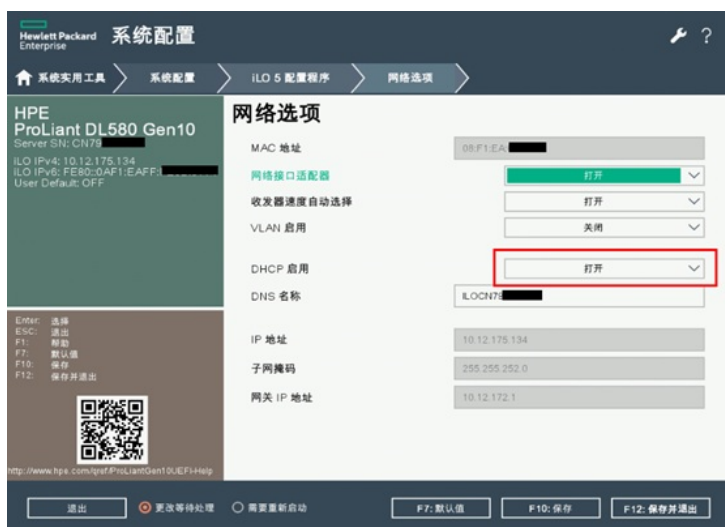 Hewlett Packard
Enterprise
系统配置
?
系统实用工具
系统配置
iLO 5 配置程序
网络选项
HPE
ProLiant DL580 Gen10
Server SN: CN79
iLO IPv4: 10.12.175.134
iLO IPv6: FE80::0AF1:EAFF:
User Default: OFF
网络选项
MAC 地址
08:F1:EA:
网络接口适配器
打开
收发器速度自动选择
打开
VLAN 启用
关闭
DHCP 启用
打开
DNS 名称
ILOCN79
IP 地址
10.12.175.134
子网掩码
255.255.252.0
网关 IP 地址
10.12.172.1
Enter: 选择
ESC: 退出
F1: 帮助
F7: 默认值
F10: 保存
F12: 保存并退出
http://www.hpe.com/qref/ProLiantGen10UEFI-Help
退出
更改等待处理
需要重新启动
F7: 默认值
F10: 保存
F12: 保存并退出